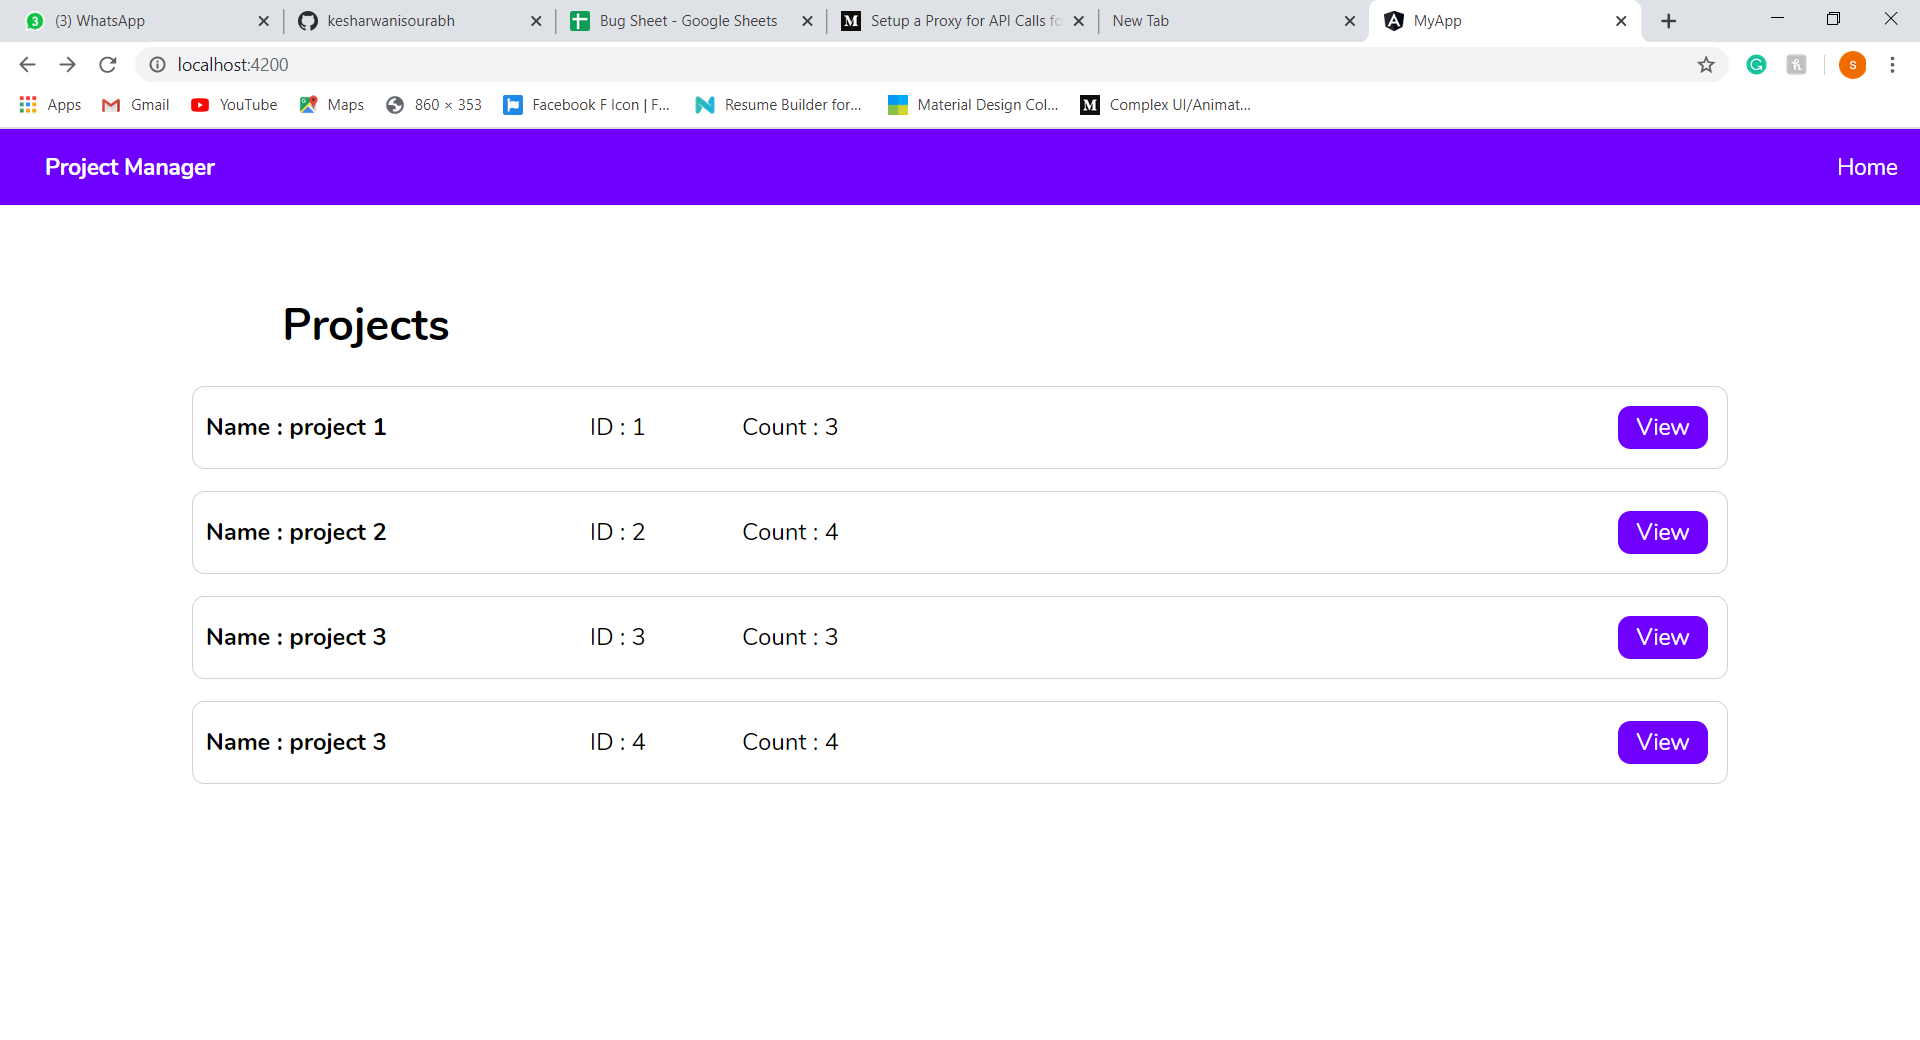 3 (3) WhatsApp kesharwanisourabh Bug Sheet - Google Sheets M Setup a Proxy for API Calls fo New Tab A MyApp
localhost:4200 G h s
Apps Gmail YouTube Maps 860 × 353 Facebook F Icon | F... Resume Builder for... Material Design Col... M Complex UI/Animat...
Project Manager Home
Projects
Name : project 1 ID : 1 Count : 3 View
Name : project 2 ID : 2 Count : 4 View
Name : project 3 ID : 3 Count : 3 View
Name : project 3 ID : 4 Count : 4 View